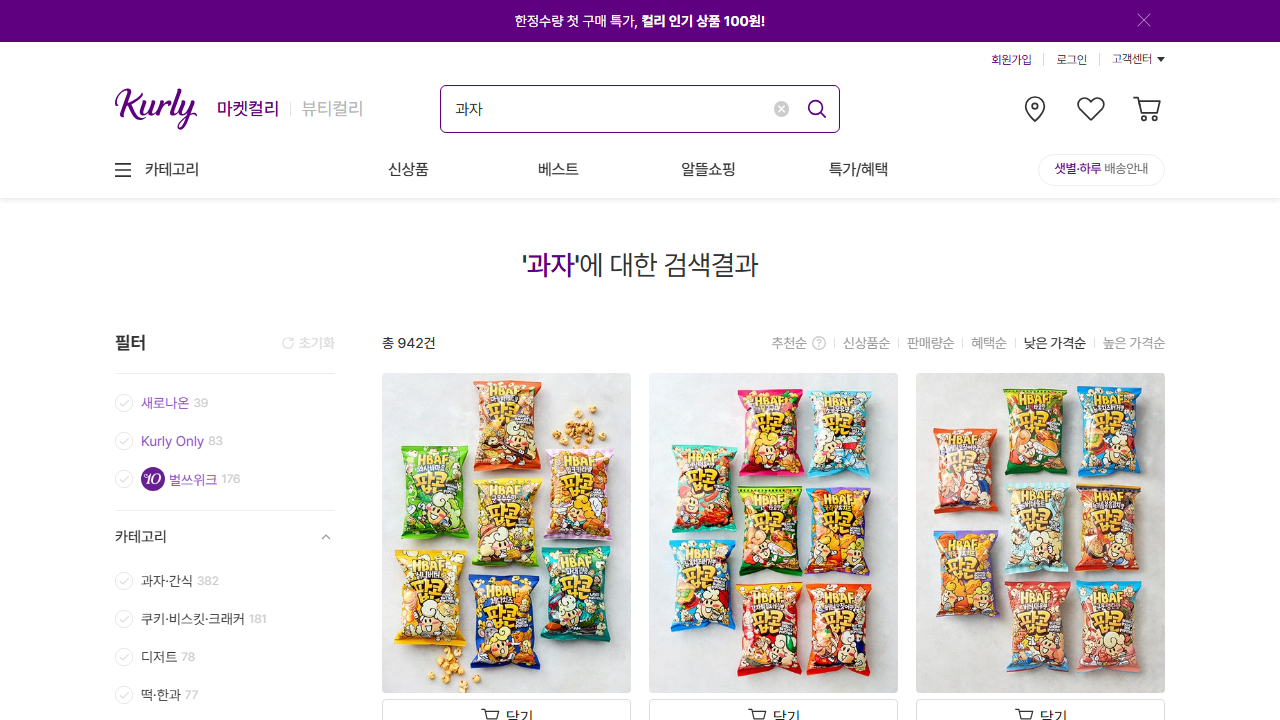 한정수량 첫 구매 특가, 컬리 인기 상품 100원!
회원가입
로그인
고객센터
Kurly
마켓컬리
뷰티컬리
과자
카테고리
신상품
베스트
알뜰쇼핑
특가/혜택
샛별·하루 배송안내
'과자'에 대한 검색결과
필터
초기화
총 942건
추천순
신상품순
판매량순
혜택순
낮은 가격순
높은 가격순
새로나온 39
Kurly Only 83
벌쓰위크 176
카테고리
과자·간식 382
쿠키·비스킷·크래커 181
디저트 78
떡·한과 77
HBAF
팝콘
HBAF
팝콘
HBAF
팝콘
담기
담기
담기